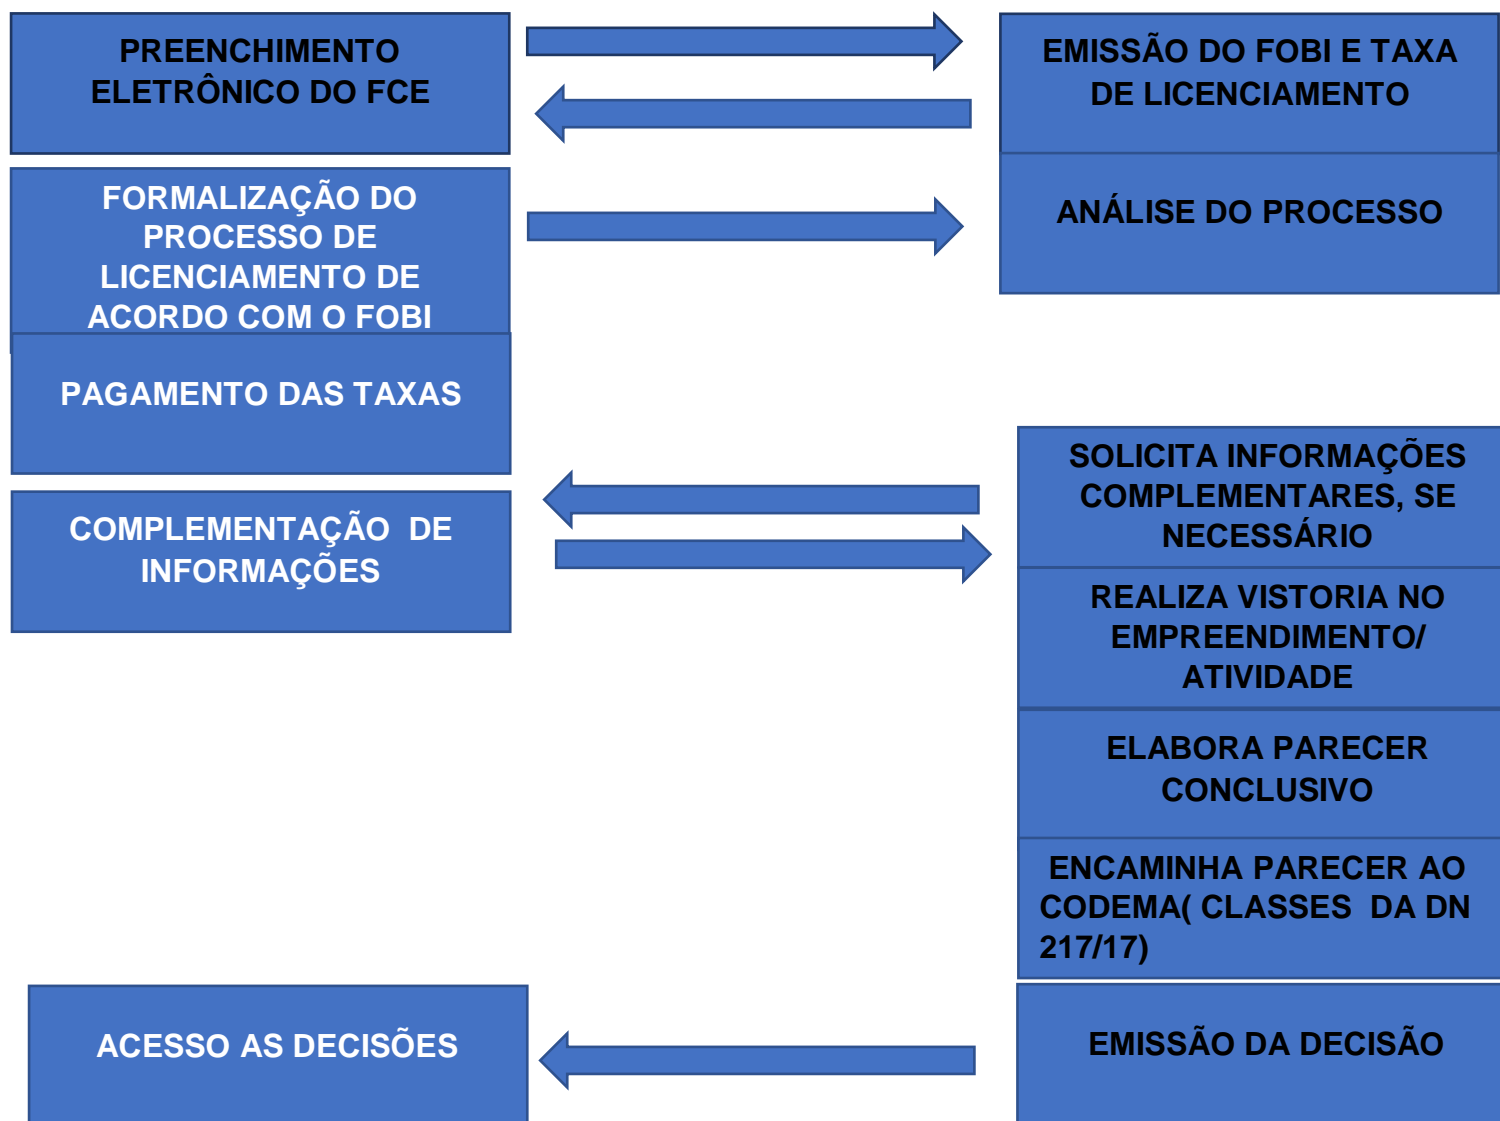 PREENCHIMENTO
ELETRÔNICO DO FCE
EMISSÃO DO FOBI E TAXA
DE LICENCIAMENTO
FORMALIZAÇÃO DO
PROCESSO DE
LICENCIAMENTO DE
ACORDO COM O FOBI
ANÁLISE DO PROCESSO
PAGAMENTO DAS TAXAS
SOLICITA INFORMAÇÕES
COMPLEMENTARES, SE
NECESSÁRIO
COMPLEMENTAÇÃO  DE
INFORMAÇÕES
REALIZA VISTORIA NO
EMPREENDIMENTO/
ATIVIDADE
ELABORA PARECER
CONCLUSIVO
ENCAMINHA PARECER AO
CODEMA( CLASSES  DA DN
217/17)
ACESSO AS DECISÕES
EMISSÃO DA DECISÃO